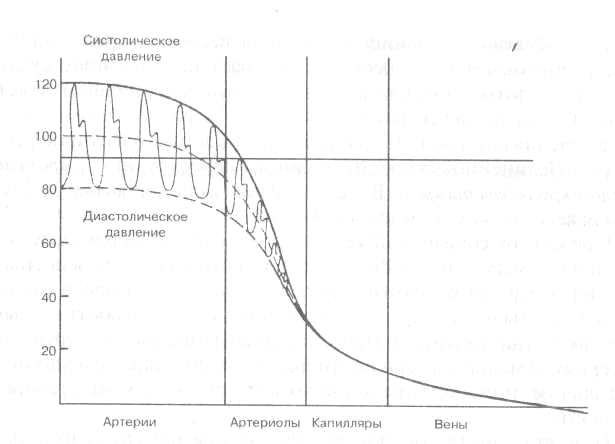 Систолическое
давление
120
100
80
Диастолическое
давление
60
40
20
Артерии
Артериолы
Капилляры
Вены